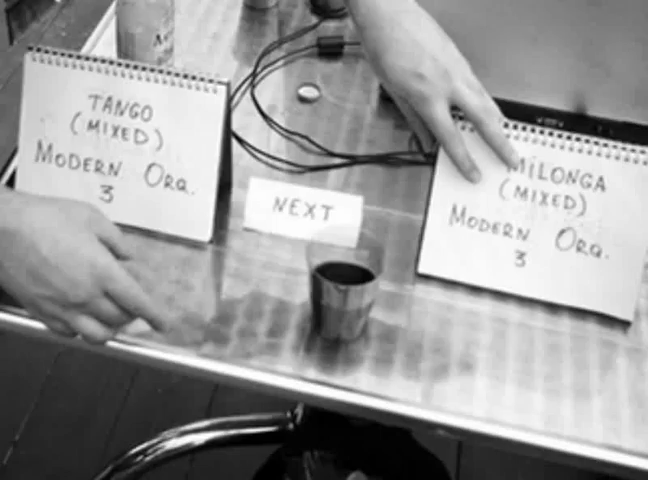 TANGO
(MIXED)
MODERN ORQ.
3
NEXT
MILONGA
(MIXED)
MODERN ORQ.
3